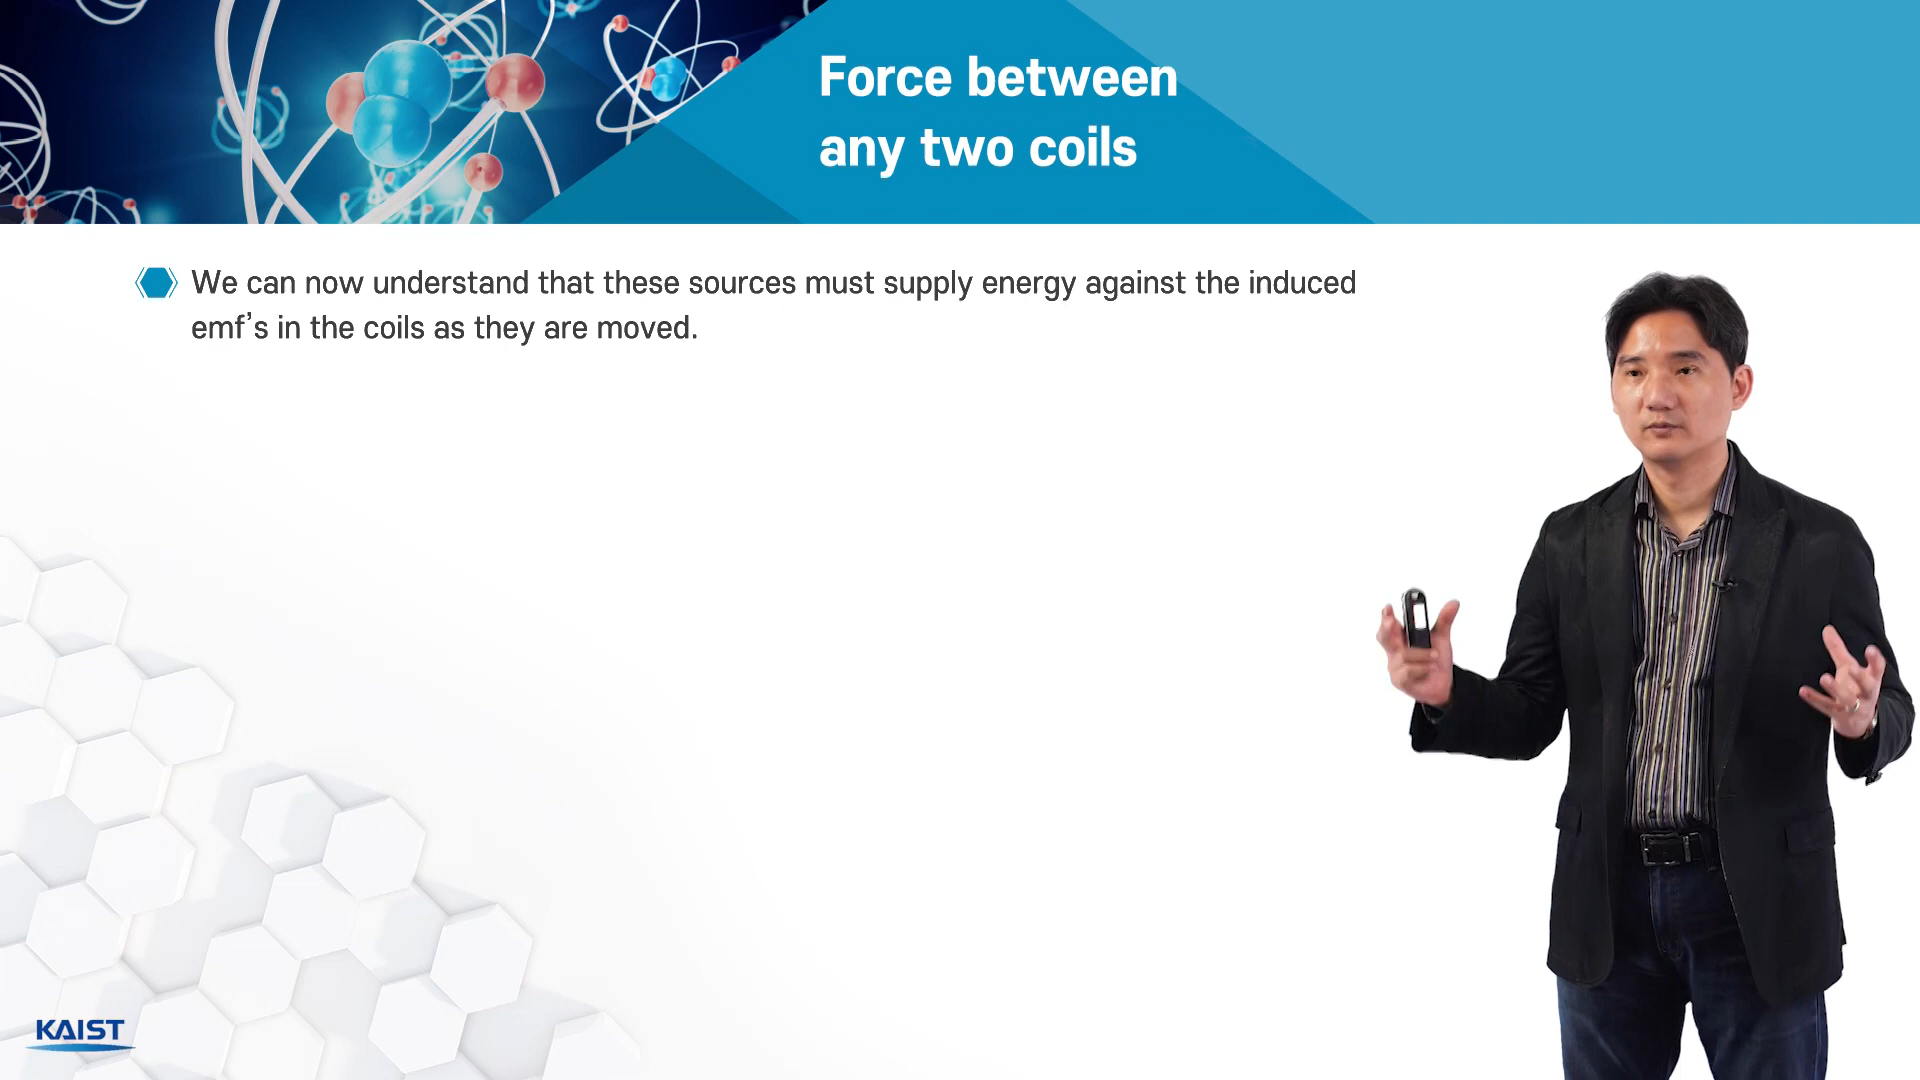 Force between
any two coils
We can now understand that these sources must supply energy against the induced
emf's in the coils as they are moved.
KAIST